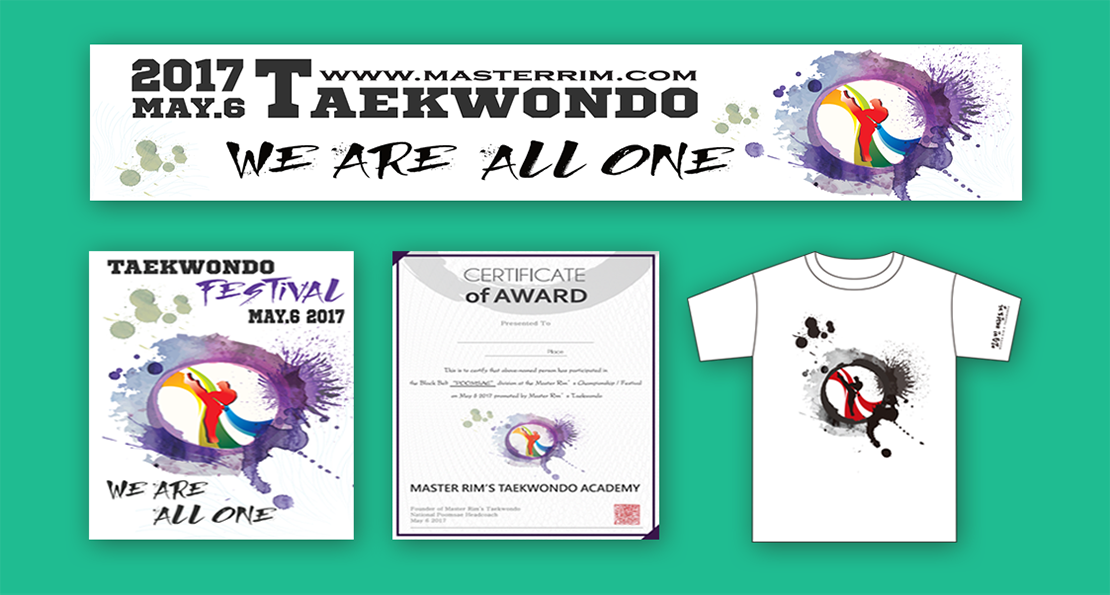 2017
MAY.6
WWW.MASTERRIM.COM
TAEKWONDO
WE ARE ALL ONE
TAEKWONDO
FESTIVAL
MAY.6 2017
WE ARE
ALL ONE
CERTIFICATE
of AWARD
Presented To
Place
This is to certify that above-named person has participated in
the Black Belt "POOMSAE" division at the Master Rim's Championship / Festival
on May 6 2017 promoted by Master Rim's Taekwondo
MASTER RIM'S TAEKWONDO ACADEMY
Founder of Master Rim's Taekwondo
National Poomsae Headcoach
May 6 2017